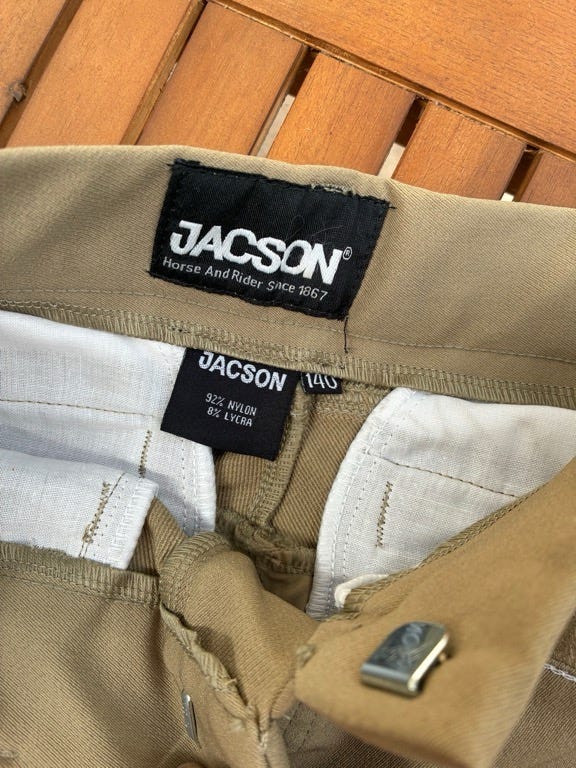 JACSON®
Horse And Rider Since 1867
JACSON
140
92% NYLON
8% LYCRA